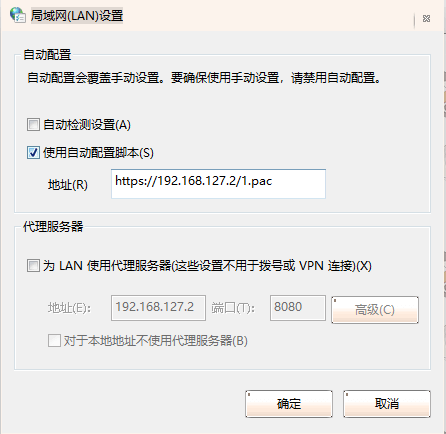 局域网(LAN)设置
自动配置
自动配置会覆盖手动设置。要确保使用手动设置，请禁用自动配置。
自动检测设置(A)
使用自动配置脚本(S)
地址(R) https://192.168.127.2/1.pac
代理服务器
为 LAN 使用代理服务器(这些设置不用于拨号或 VPN 连接)(X)
地址(E): 192.168.127.2 端口(T): 8080 高级(C)
对于本地地址不使用代理服务器(B)
确定 取消